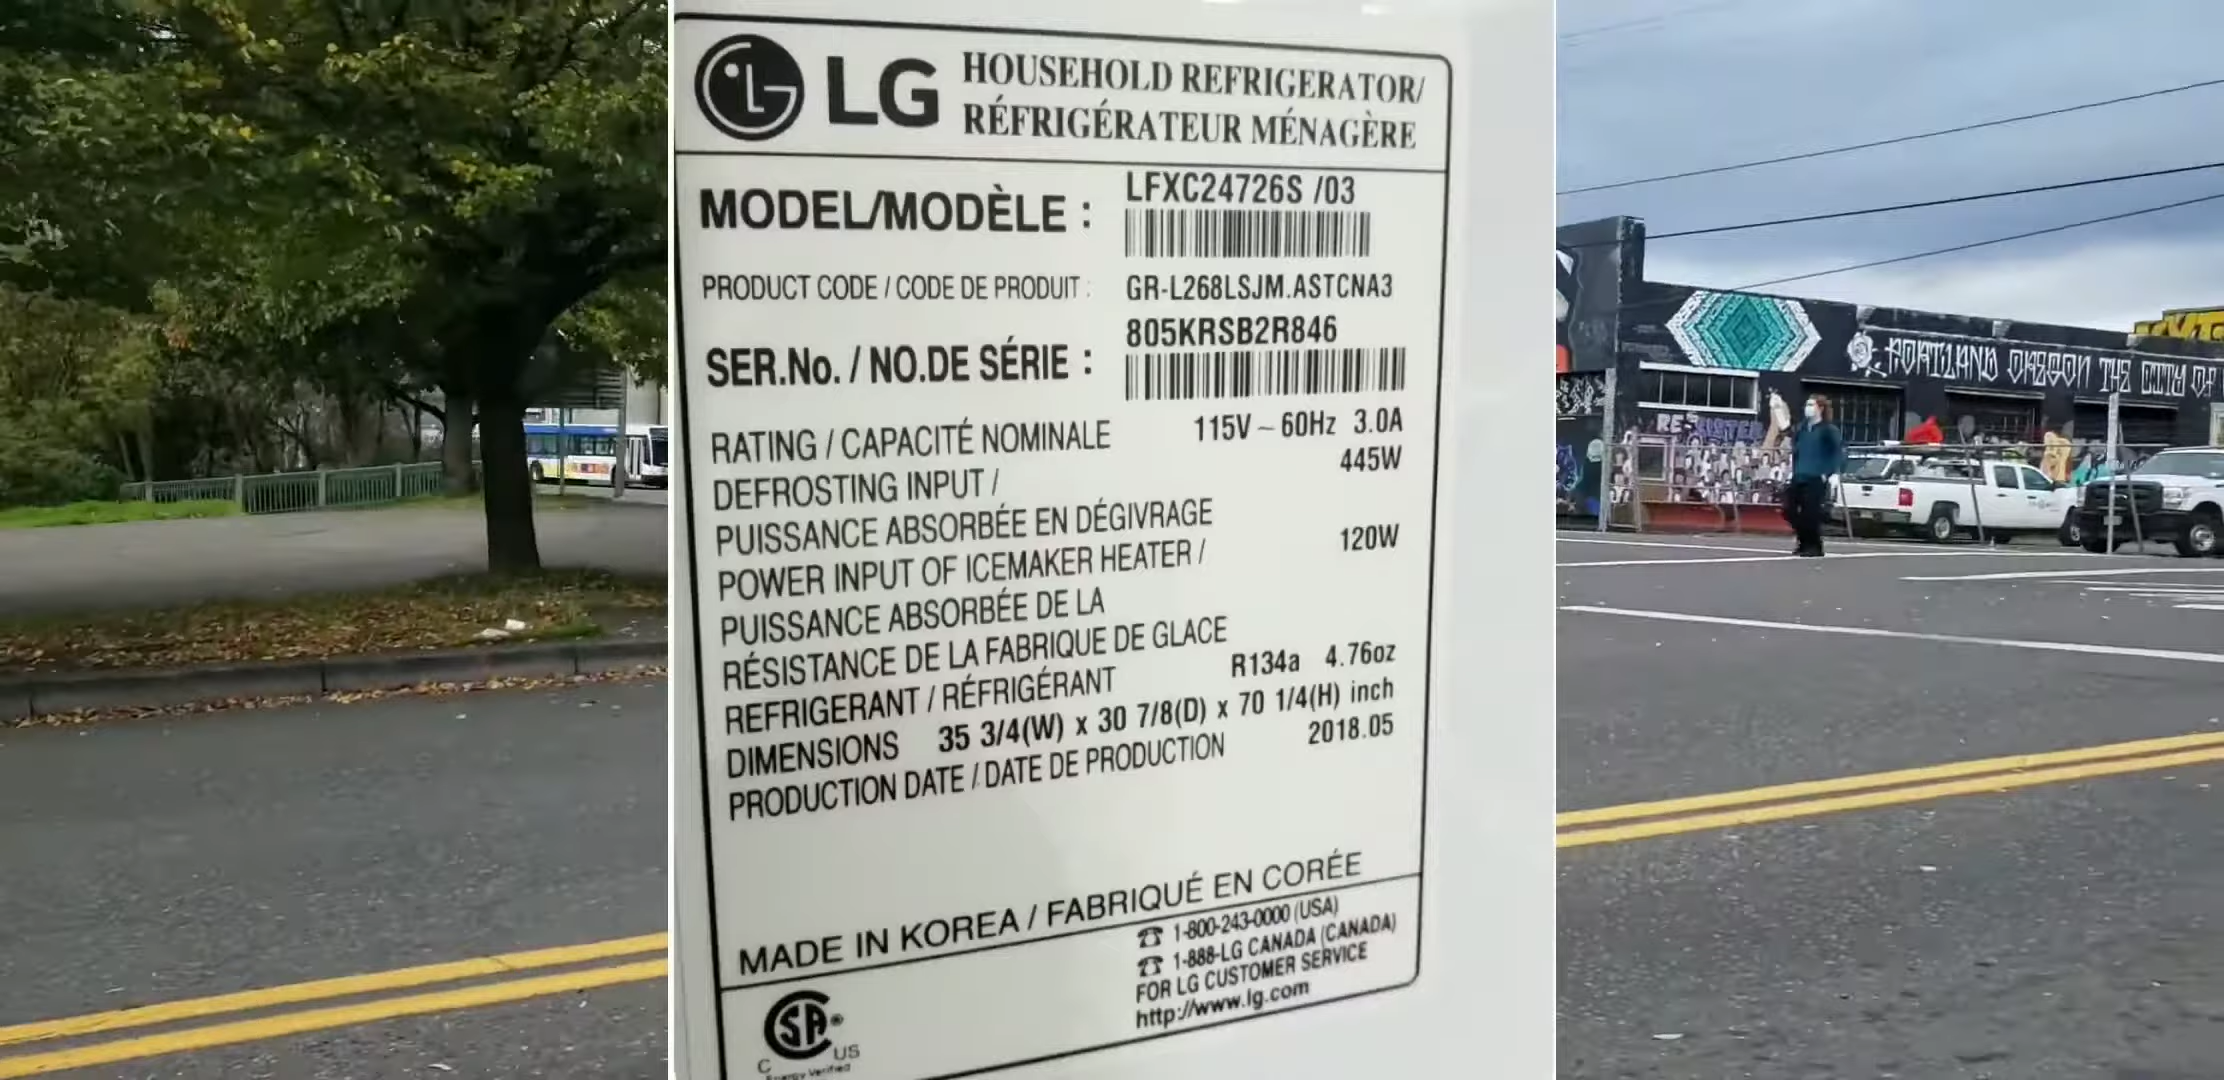 LG HOUSEHOLD REFRIGERATOR/
RÉFRIGÉRATEUR MÉNAGÈRE
MODEL/MODÈLE : LFXC24726S /03
PRODUCT CODE / CODE DE PRODUIT : GR-L268LSJM.ASTCNA3
SER.No. / NO.DE SÉRIE : 805KRSB2R846
RATING / CAPACITÉ NOMINALE 115V ~ 60Hz 3.0A
DEFROSTING INPUT / 445W
PUISSANCE ABSORBÉE EN DÉGIVRAGE
POWER INPUT OF ICEMAKER HEATER / 120W
PUISSANCE ABSORBÉE DE LA
RÉSISTANCE DE LA FABRIQUE DE GLACE
REFRIGERANT / RÉFRIGÉRANT R134a 4.76oz
DIMENSIONS 35 3/4(W) x 30 7/8(D) x 70 1/4(H) inch
PRODUCTION DATE / DATE DE PRODUCTION 2018.05
MADE IN KOREA / FABRIQUÉ EN CORÉE
1-800-243-0000 (USA)
1-888-LG CANADA (CANADA)
FOR LG CUSTOMER SERVICE
http://www.lg.com
CSA®
C US
Energy Verified
PORTLAND OREGON THE CITY OF